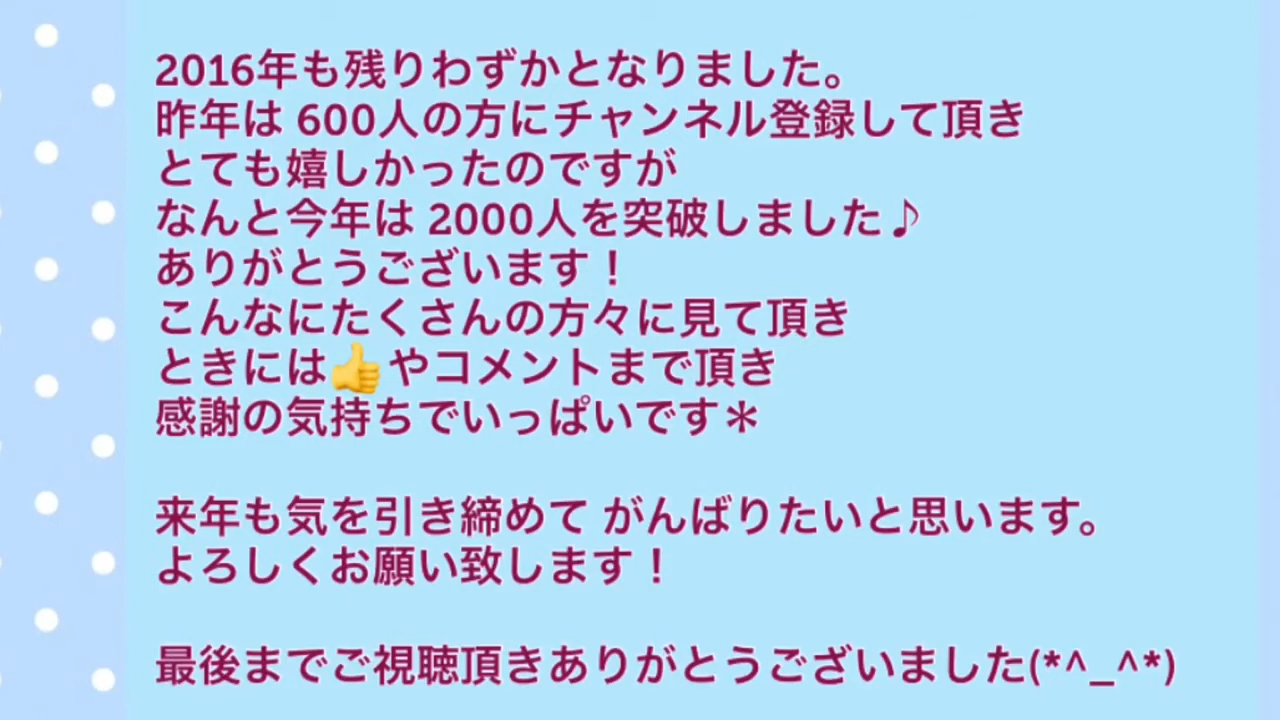 2016年も残りわずかとなりました。
昨年は 600人の方にチャンネル登録して頂き
とても嬉しかったのですが
なんと今年は 2000人を突破しました♪
ありがとうございます！
こんなにたくさんの方々に見て頂き
ときには👍やコメントまで頂き
感謝の気持ちでいっぱいです＊
来年も気を引き締めて がんばりたいと思います。
よろしくお願い致します！
最後までご視聴頂きありがとうございました(*^_^*)